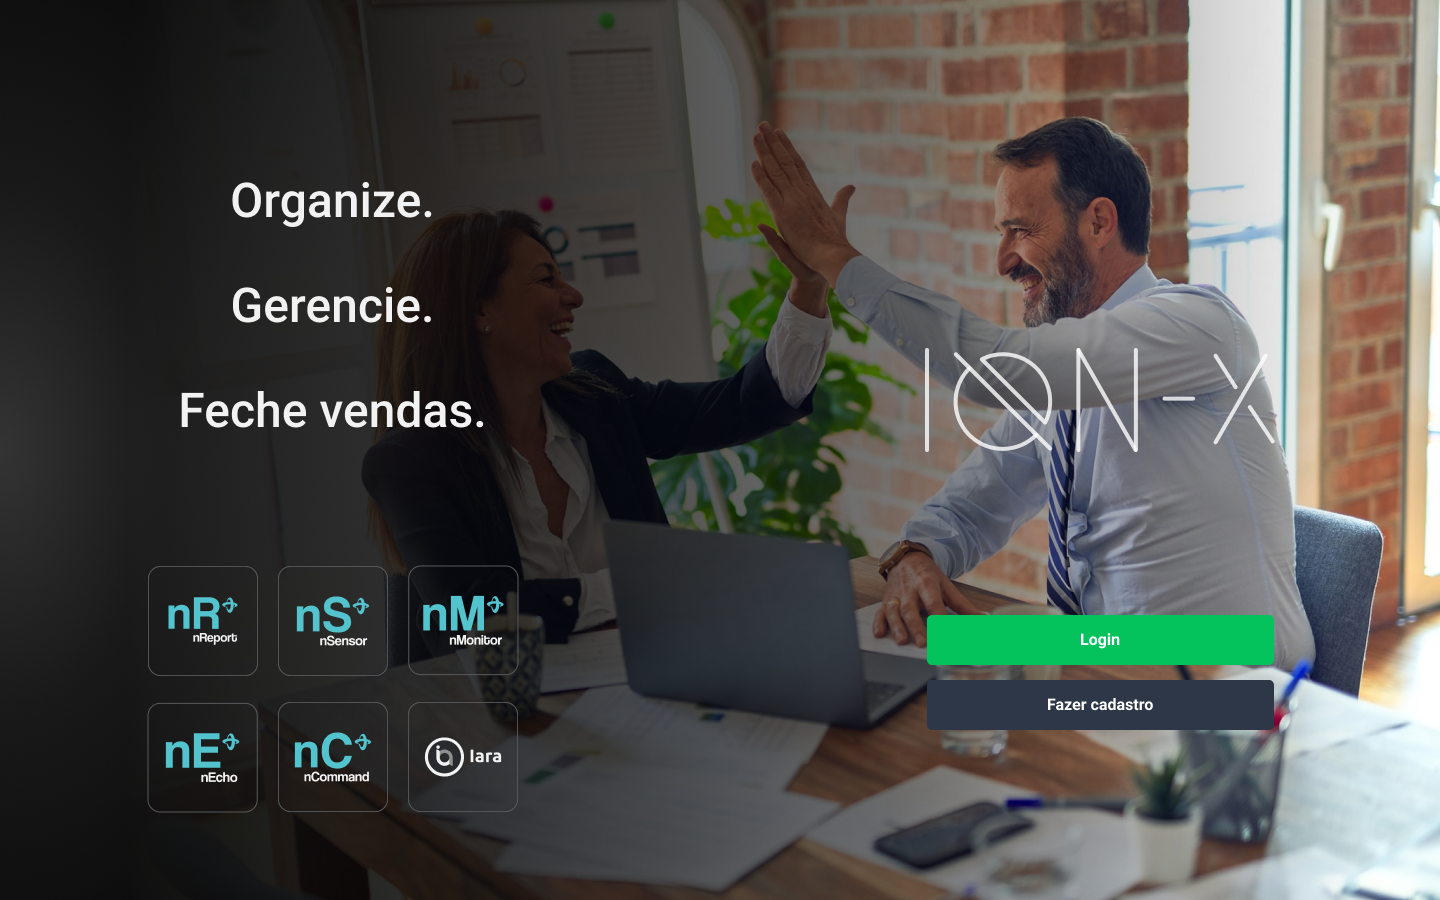 Organize.
Gerencie.
Feche vendas.
ION-X
nR
nReport
nS
nSensor
nM
nMonitor
nE
nEcho
nC
nCommand
ia
Iara
Login
Fazer cadastro